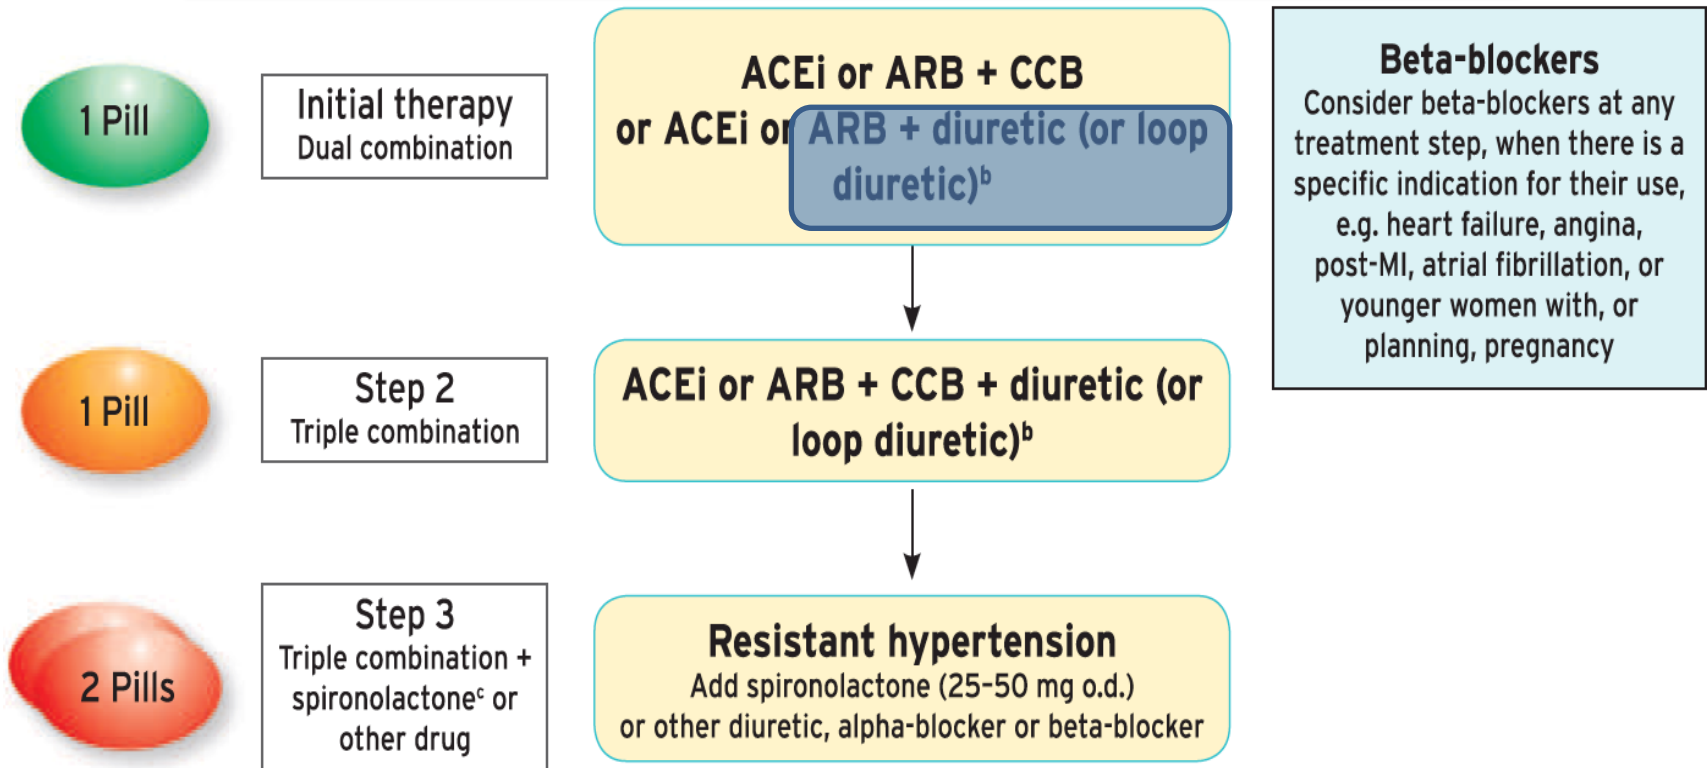 1 Pill
Initial therapy
Dual combination
ACEi or ARB + CCB
or ACEi or ARB + diuretic (or loop
diuretic)ᵇ
Beta-blockers
Consider beta-blockers at any
treatment step, when there is a
specific indication for their use,
e.g. heart failure, angina,
post-MI, atrial fibrillation, or
younger women with, or
planning, pregnancy
1 Pill
Step 2
Triple combination
ACEi or ARB + CCB + diuretic (or
loop diuretic)ᵇ
2 Pills
Step 3
Triple combination +
spironolactoneᶜ or
other drug
Resistant hypertension
Add spironolactone (25–50 mg o.d.)
or other diuretic, alpha-blocker or beta-blocker